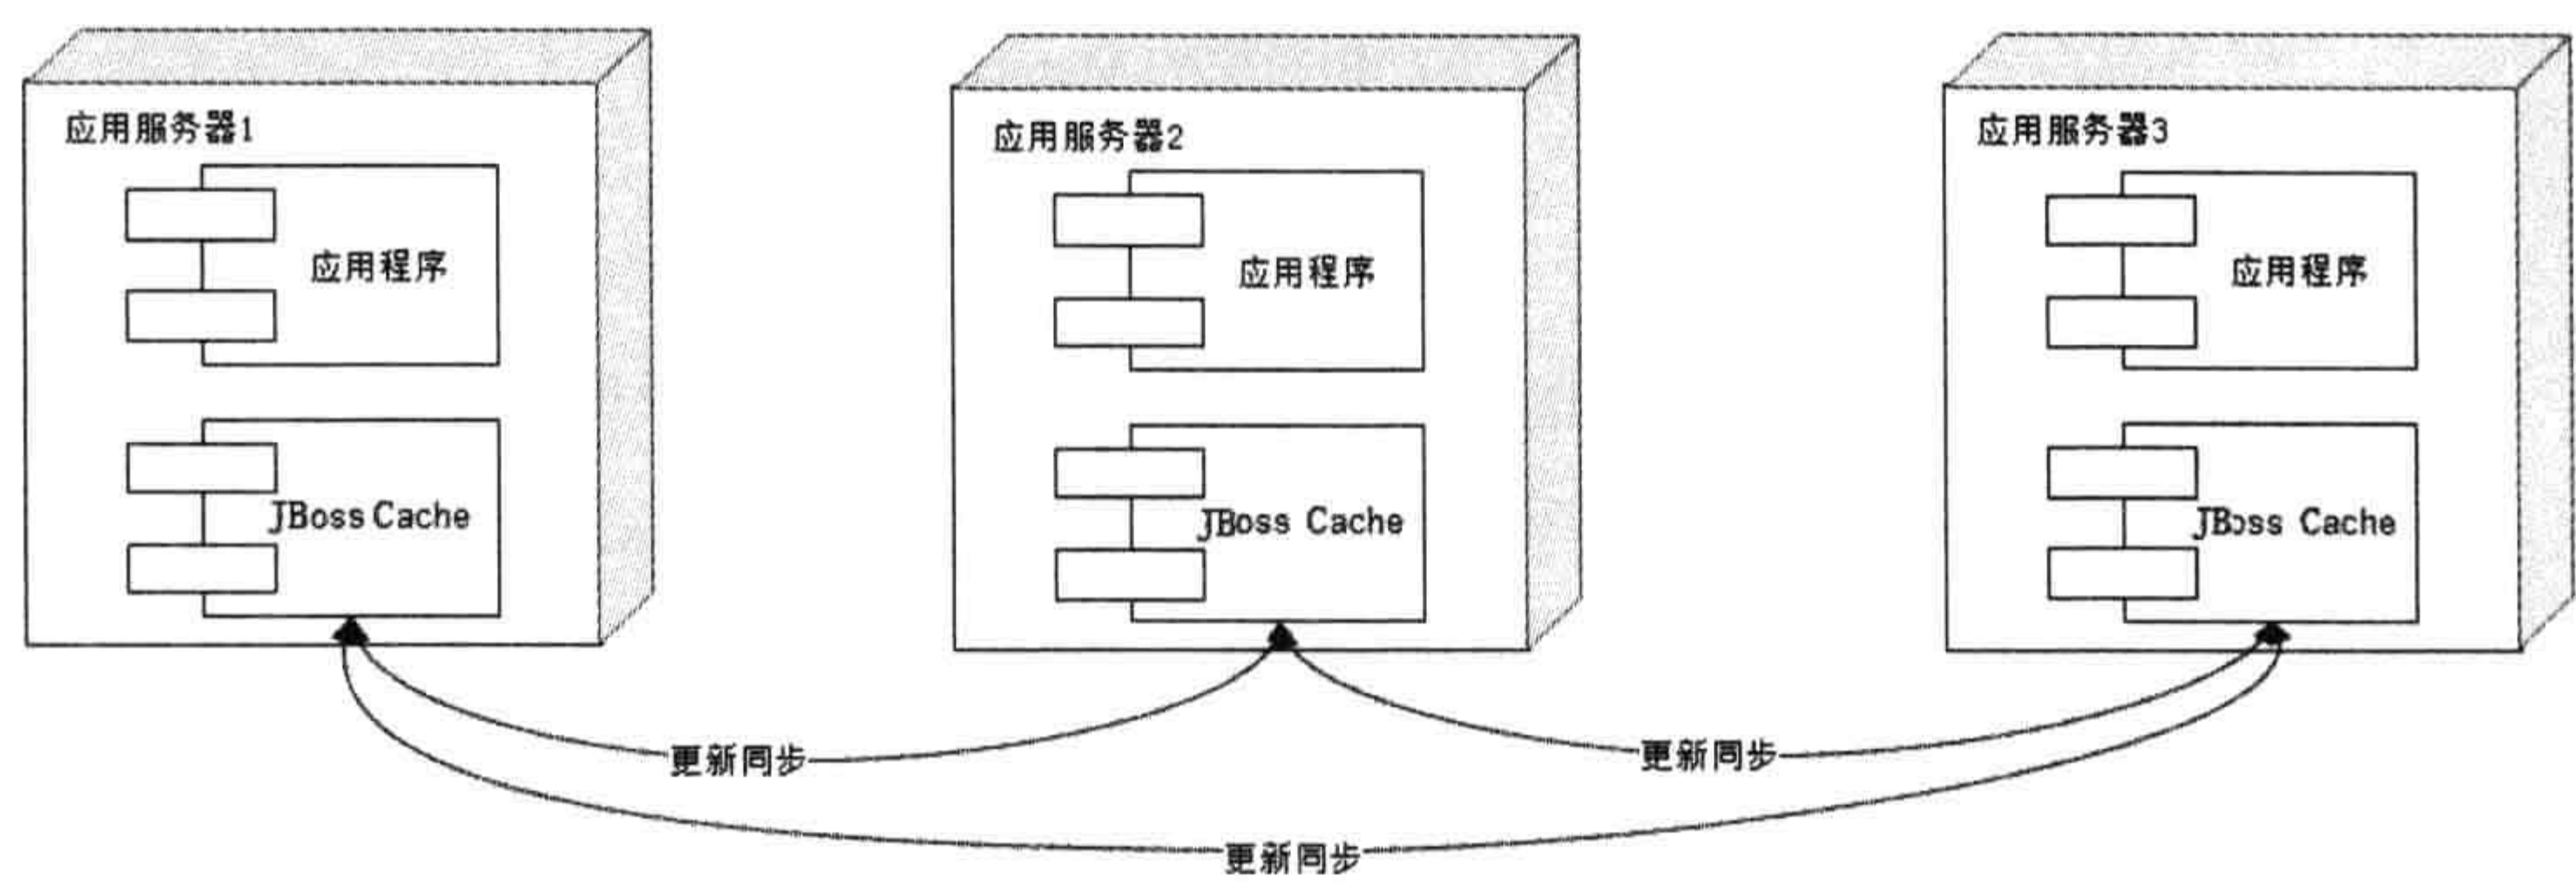 应用服务器1
应用程序
JBoss Cache
应用服务器2
应用程序
JBoss Cache
应用服务器3
应用程序
JBoss Cache
更新同步
更新同步
更新同步